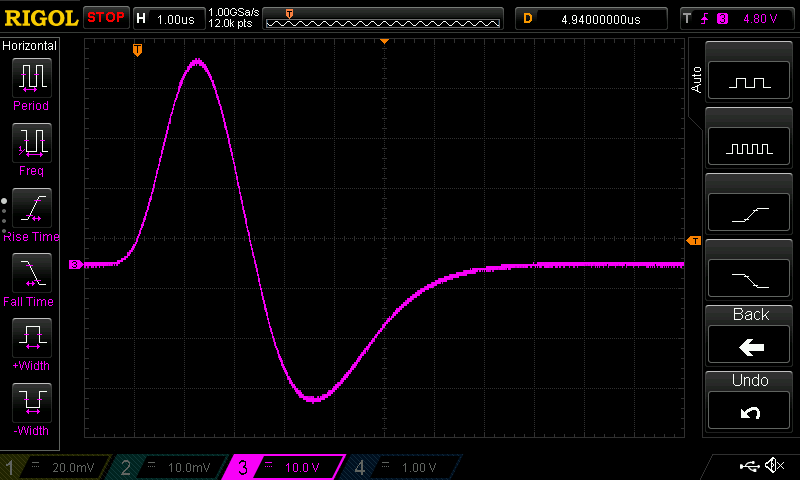 RIGOL STOP H 1.00us 1.00GSa/s 12.0k pts T D 4.94000000us T 3 4.80 V
Horizontal
T
Period
Freq
Rise Time
Fall Time
+Width
-Width
3
T
Auto
Back
Undo
1 20.0mV 2 10.0mV 3 10.0 V 4 1.00 V